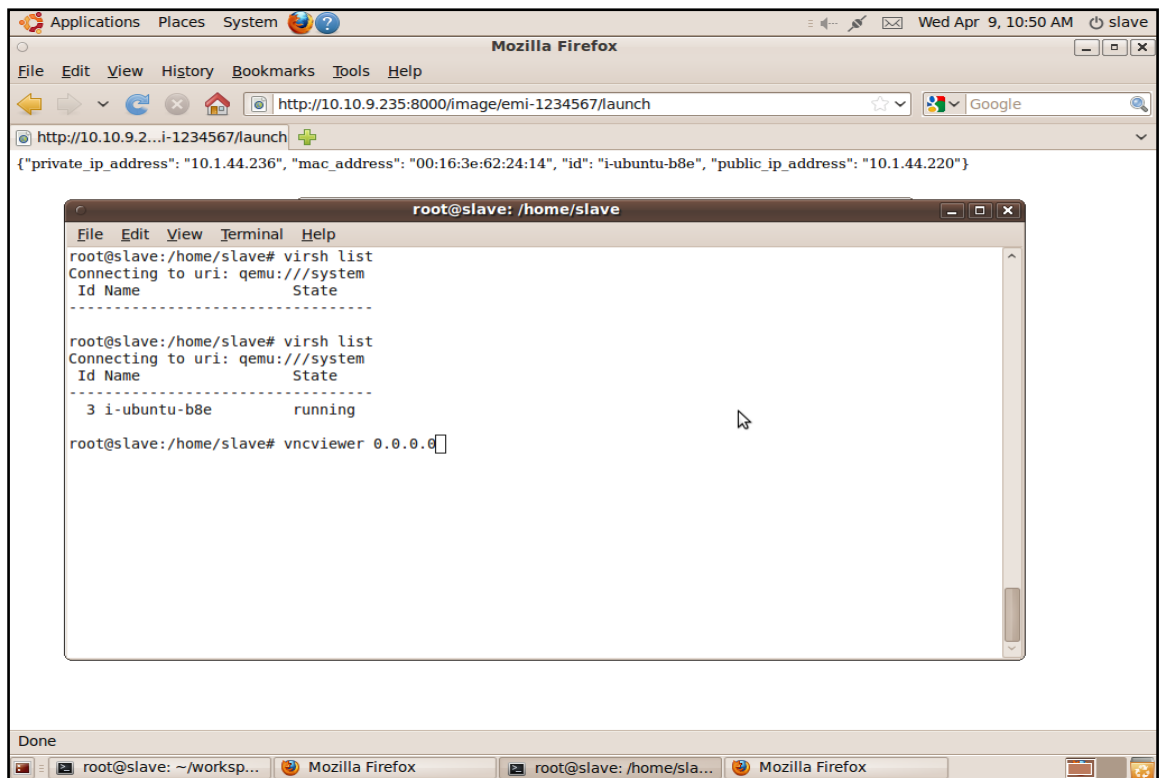 Applications Places System Wed Apr 9, 10:50 AM slave
Mozilla Firefox
File Edit View History Bookmarks Tools Help
http://10.10.9.235:8000/image/emi-1234567/launch Google
http://10.10.9.2...i-1234567/launch
{"private_ip_address": "10.1.44.236", "mac_address": "00:16:3e:62:24:14", "id": "i-ubuntu-b8e", "public_ip_address": "10.1.44.220"}
root@slave: /home/slave
File Edit View Terminal Help
root@slave:/home/slave# virsh list
Connecting to uri: qemu:///system
Id Name State
-----------------------------------
root@slave:/home/slave# virsh list
Connecting to uri: qemu:///system
Id Name State
-----------------------------------
3 i-ubuntu-b8e running
root@slave:/home/slave# vncviewer 0.0.0.0
Done
root@slave: ~/worksp... Mozilla Firefox root@slave: /home/sla... Mozilla Firefox